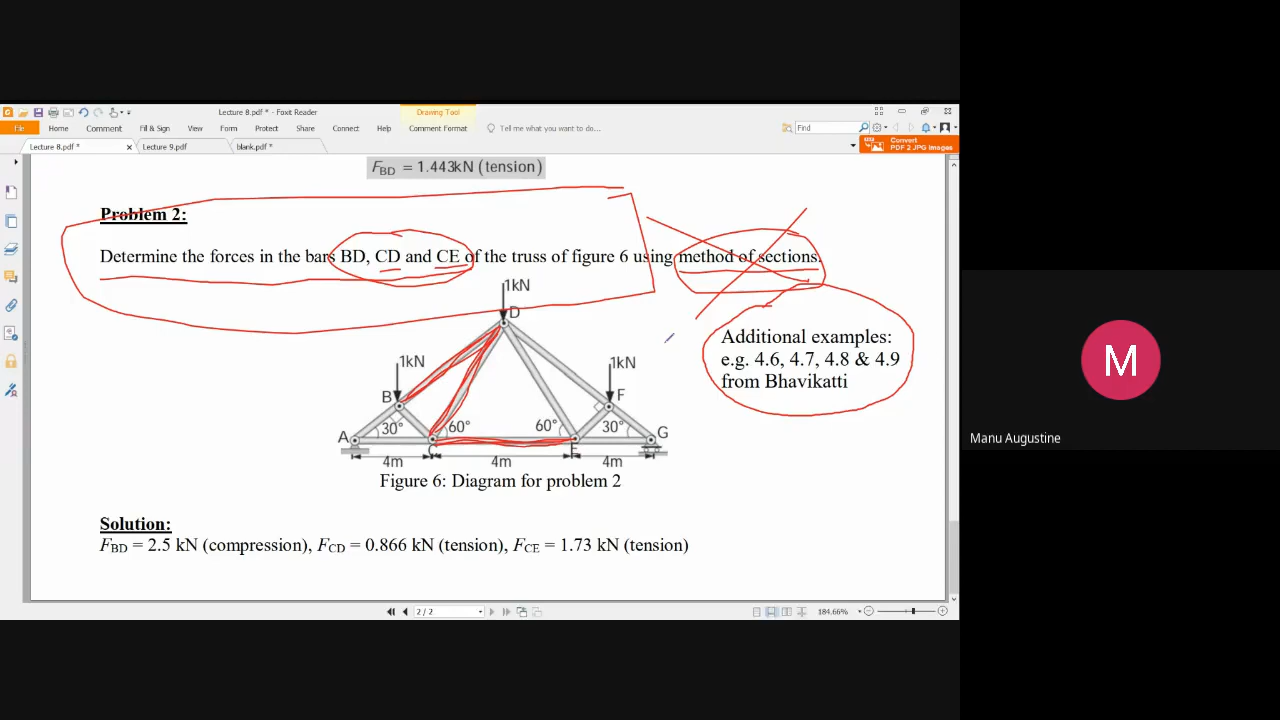 Lecture 8.pdf * - Foxit Reader
Drawing Tool
File Home Comment Fill & Sign View Form Protect Share Connect Help Comment Format Tell me what you want to do... Find
Lecture 8.pdf * Lecture 9.pdf blank.pdf * Convert
PDF 2 JPG Images
FBD = 1.443kN (tension)
Problem 2:
Determine the forces in the bars BD, CD and CE of the truss of figure 6 using method of sections.
1kN
D
Additional examples:
e.g. 4.6, 4.7, 4.8 & 4.9
from Bhavikatti
1kN
1kN
B
F
A 30° C 60° 60° E 30° G
4m 4m 4m
Figure 6: Diagram for problem 2
Solution:
FBD = 2.5 kN (compression), FCD = 0.866 kN (tension), FCE = 1.73 kN (tension)
2 / 2
184.66%
M
Manu Augustine